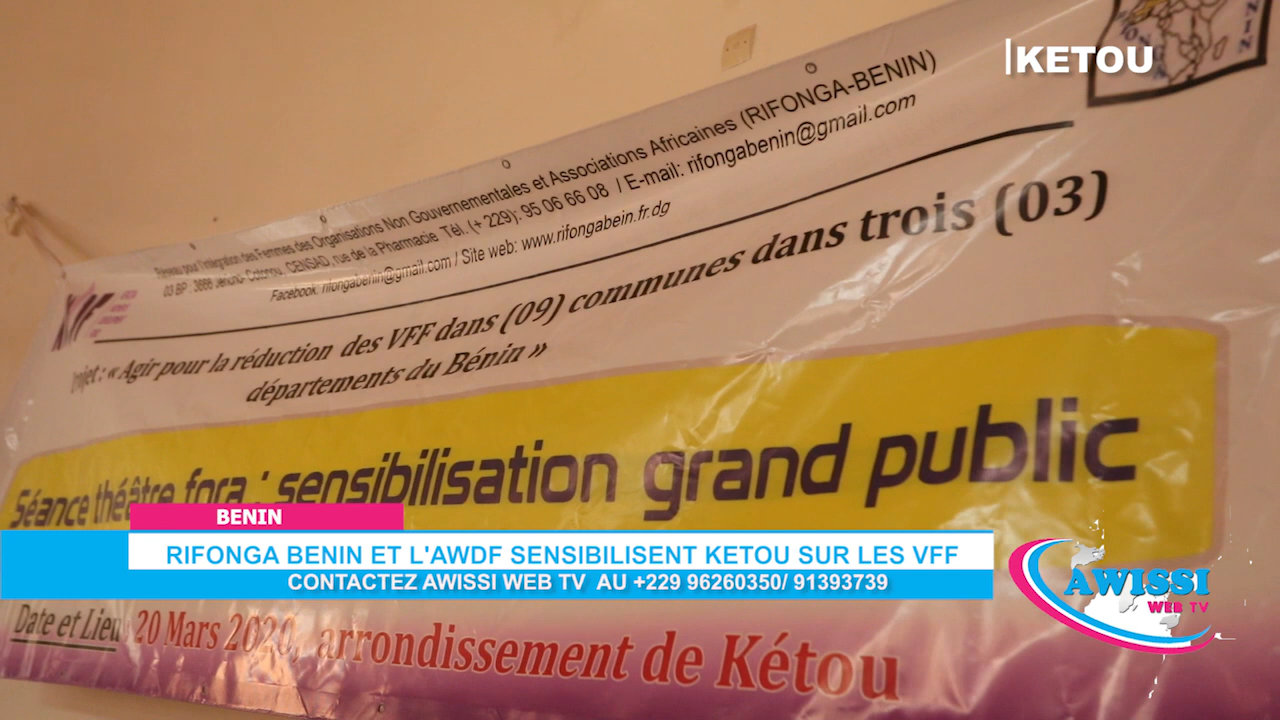 |KETOU
Réseau pour l'Intégration des Femmes des Organisations Non Gouvernementales et Associations Africaines (RIFONGA-BENIN)
03 BP : 3666 Jéricho- Cotonou, CENSAD, rue de la Pharmacie Tél. (+ 229): 95 06 66 08 / E-mail: rifongabenin@gmail.com
Facebook: rifongabenin@gmail.com / Site web: www.rifongabein.fr.dg
Projet : « Agir pour la réduction des VFF dans (09) communes dans trois (03)
départements du Bénin »
Séance théâtre fora : sensibilisation grand public
BENIN
RIFONGA BENIN ET L'AWDF SENSIBILISENT KETOU SUR LES VFF
CONTACTEZ AWISSI WEB TV AU +229 96260350/ 91393739
AWISSI
WEB TV
Date et Lieu : 20 Mars 2020, arrondissement de Kétou